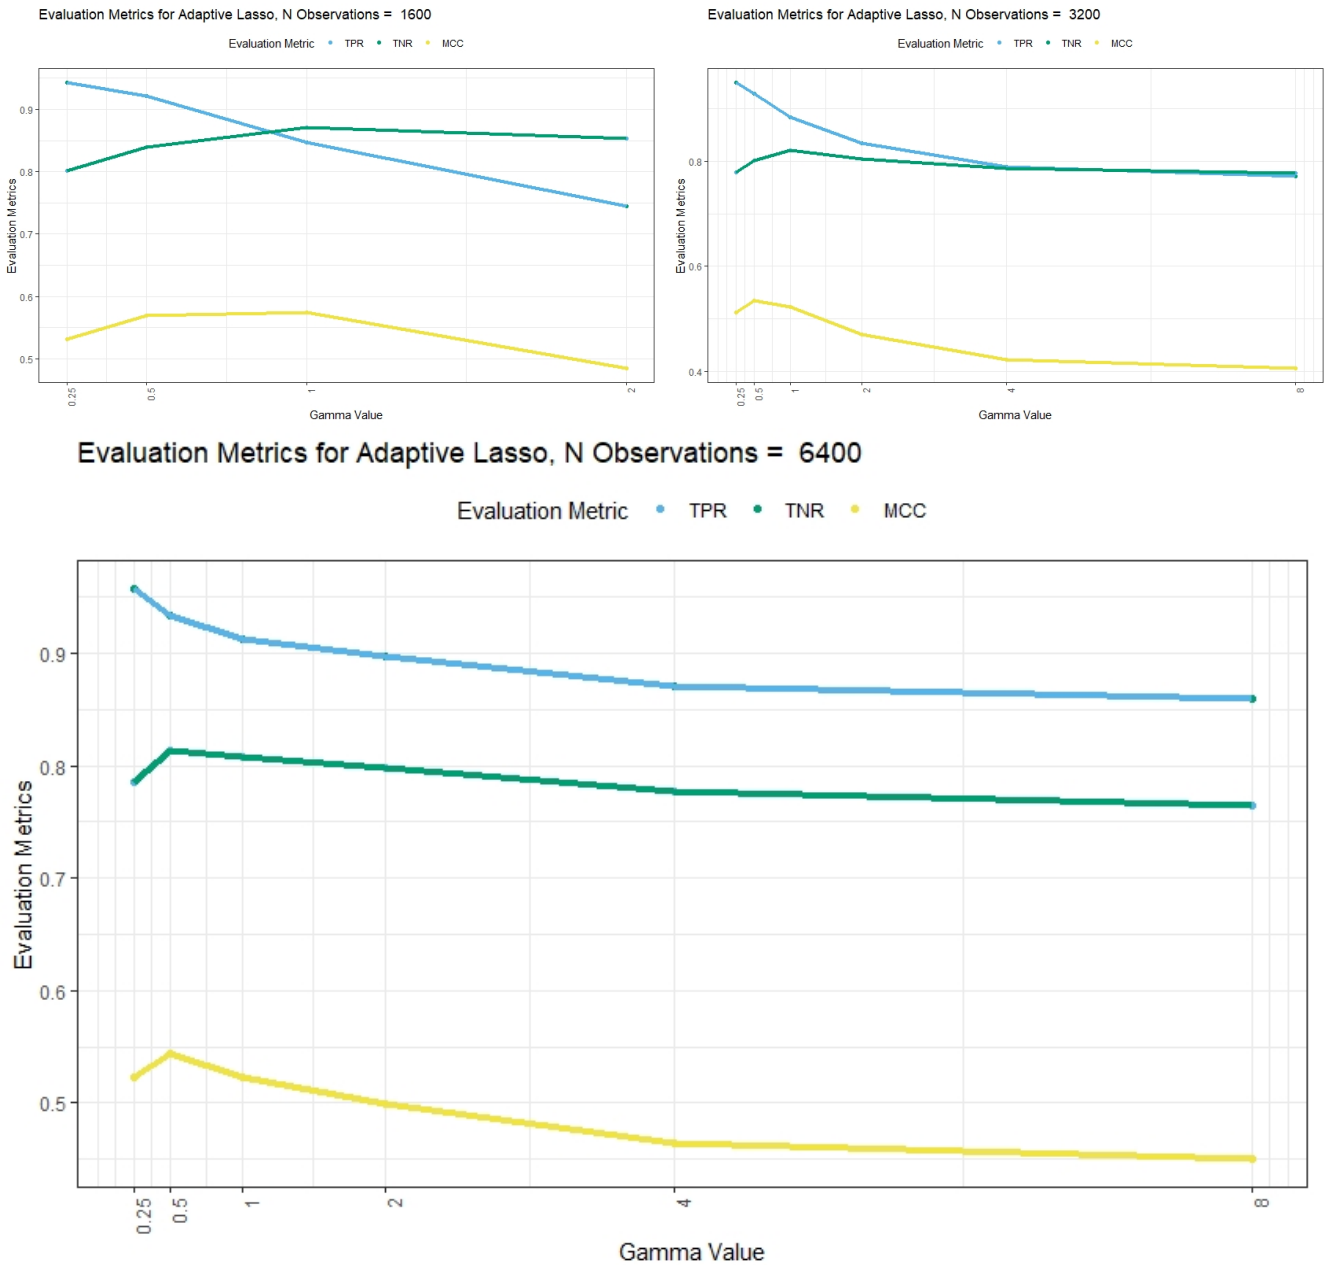 Evaluation Metrics for Adaptive Lasso, N Observations = 1600
Evaluation Metric TPR TNR MCC
0.9
0.8
0.7
0.6
0.5
Evaluation Metrics
0.25 0.5 1 2
Gamma Value
Evaluation Metrics for Adaptive Lasso, N Observations = 3200
Evaluation Metric TPR TNR MCC
0.8
0.6
0.4
Evaluation Metrics
0.25 0.5 1 2 4 8
Gamma Value
Evaluation Metrics for Adaptive Lasso, N Observations = 6400
Evaluation Metric TPR TNR MCC
0.9
0.8
0.7
0.6
0.5
Evaluation Metrics
0.25 0.5 1 2 4 8
Gamma Value